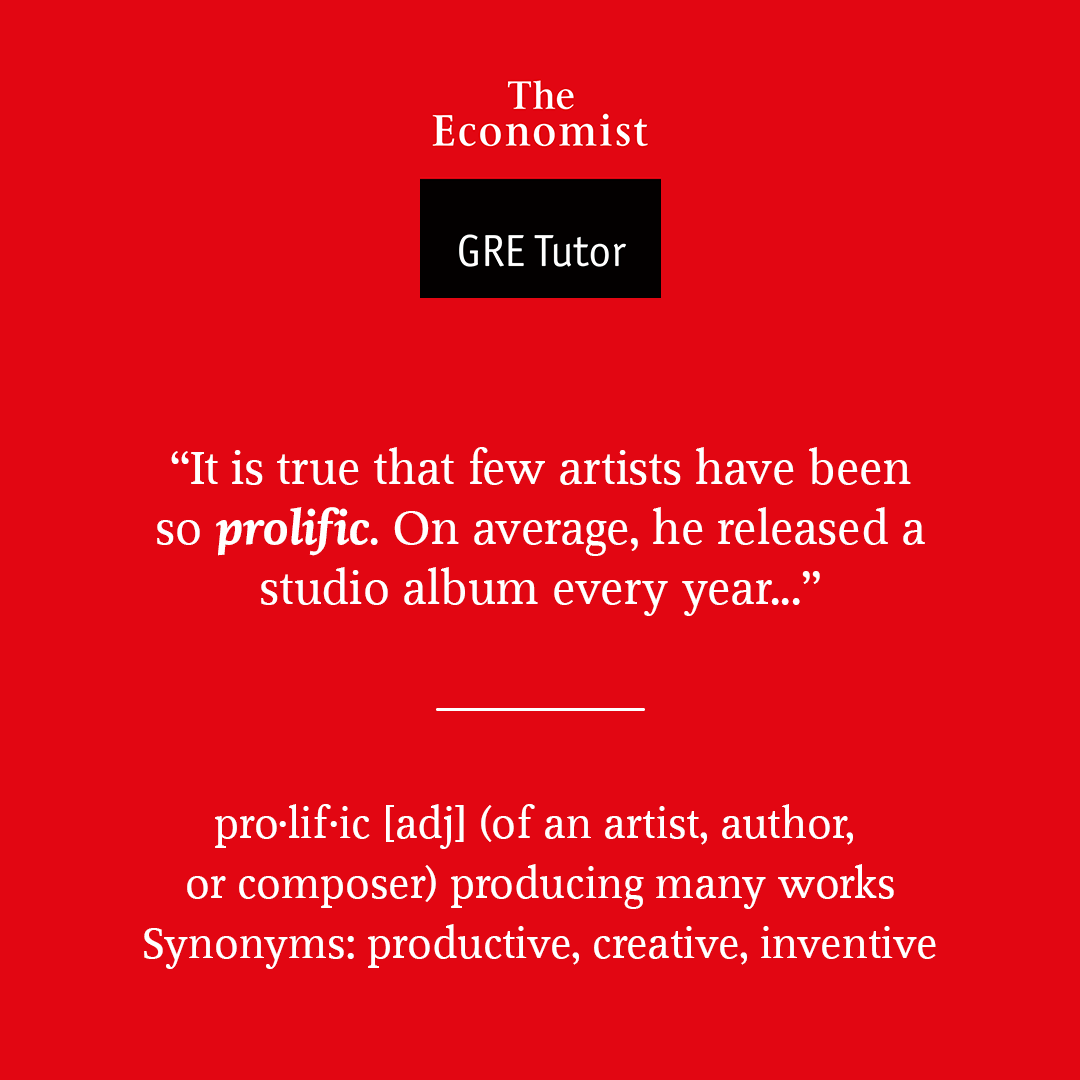 The
Economist
GRE Tutor
“It is true that few artists have been
so prolific. On average, he released a
studio album every year...”
pro·lif·ic [adj] (of an artist, author,
or composer) producing many works
Synonyms: productive, creative, inventive